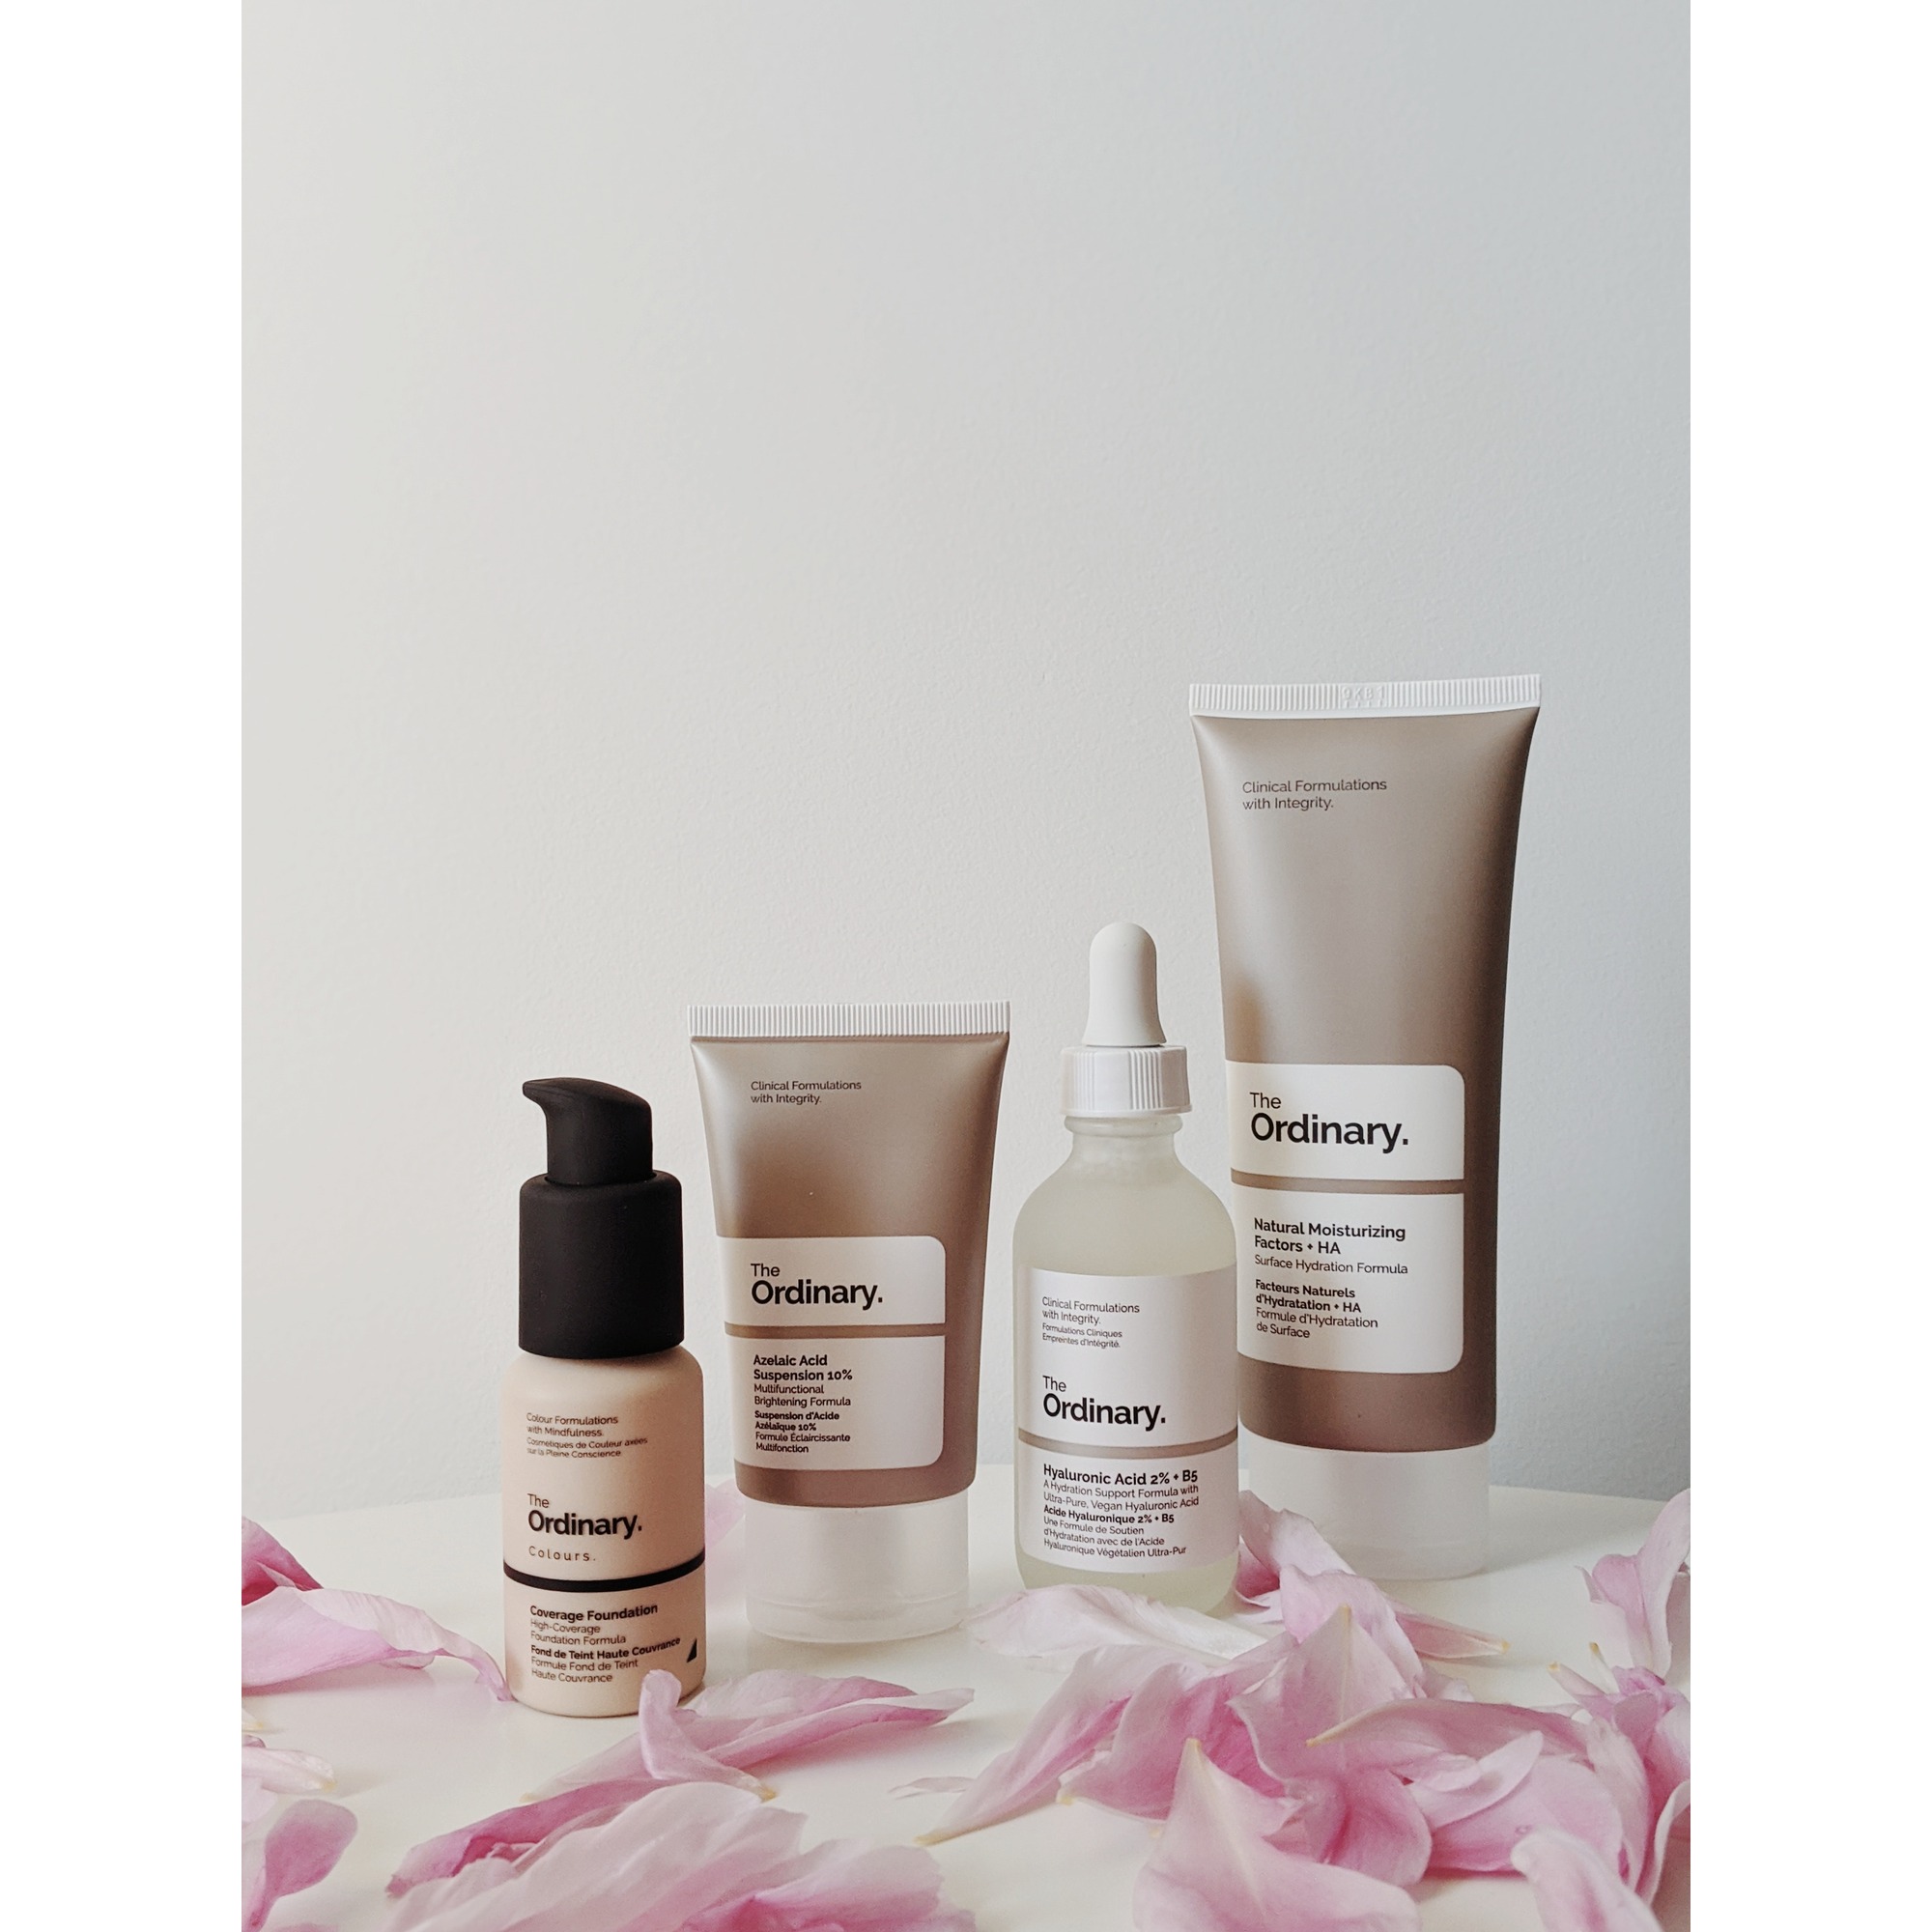 Colour Formulations
with Mindfulness.
Cosmétiques de Couleur axées
sur la Pleine Conscience
The
Ordinary.
Colours.
Coverage Foundation
High-Coverage
Foundation Formula
Fond de Teint Haute Couvrance
Formule Fond de Teint
Haute Couvrance
Clinical Formulations
with Integrity.
The
Ordinary.
Azelaic Acid
Suspension 10%
Multifunctional
Brightening Formula
Suspension d'Acide
Azélaïque 10%
Formule Éclaircissante
Multifonction
Clinical Formulations
with Integrity.
Formulations Cliniques
Empreintes d'Intégrité.
The
Ordinary.
Hyaluronic Acid 2% + B5
A Hydration Support Formula with
Ultra-Pure, Vegan Hyaluronic Acid
Acide Hyaluronique 2% + B5
Une Formule de Soutien
d'Hydratation avec de l'Acide
Hyaluronique Végétalien Ultra-Pur
Clinical Formulations
with Integrity.
The
Ordinary.
Natural Moisturizing
Factors + HA
Surface Hydration Formula
Facteurs Naturels
d'Hydratation + HA
Formule d'Hydratation
de Surface